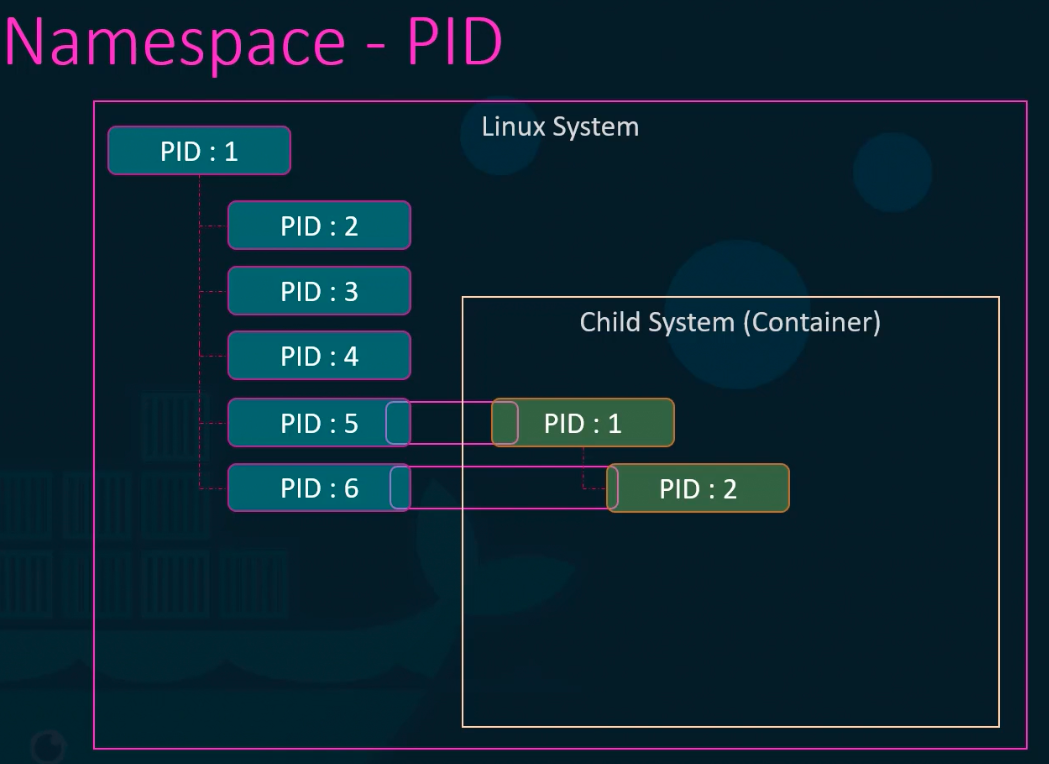 Namespace - PID
Linux System
PID : 1
PID : 2
PID : 3
Child System (Container)
PID : 4
PID : 5
PID : 1
PID : 6
PID : 2